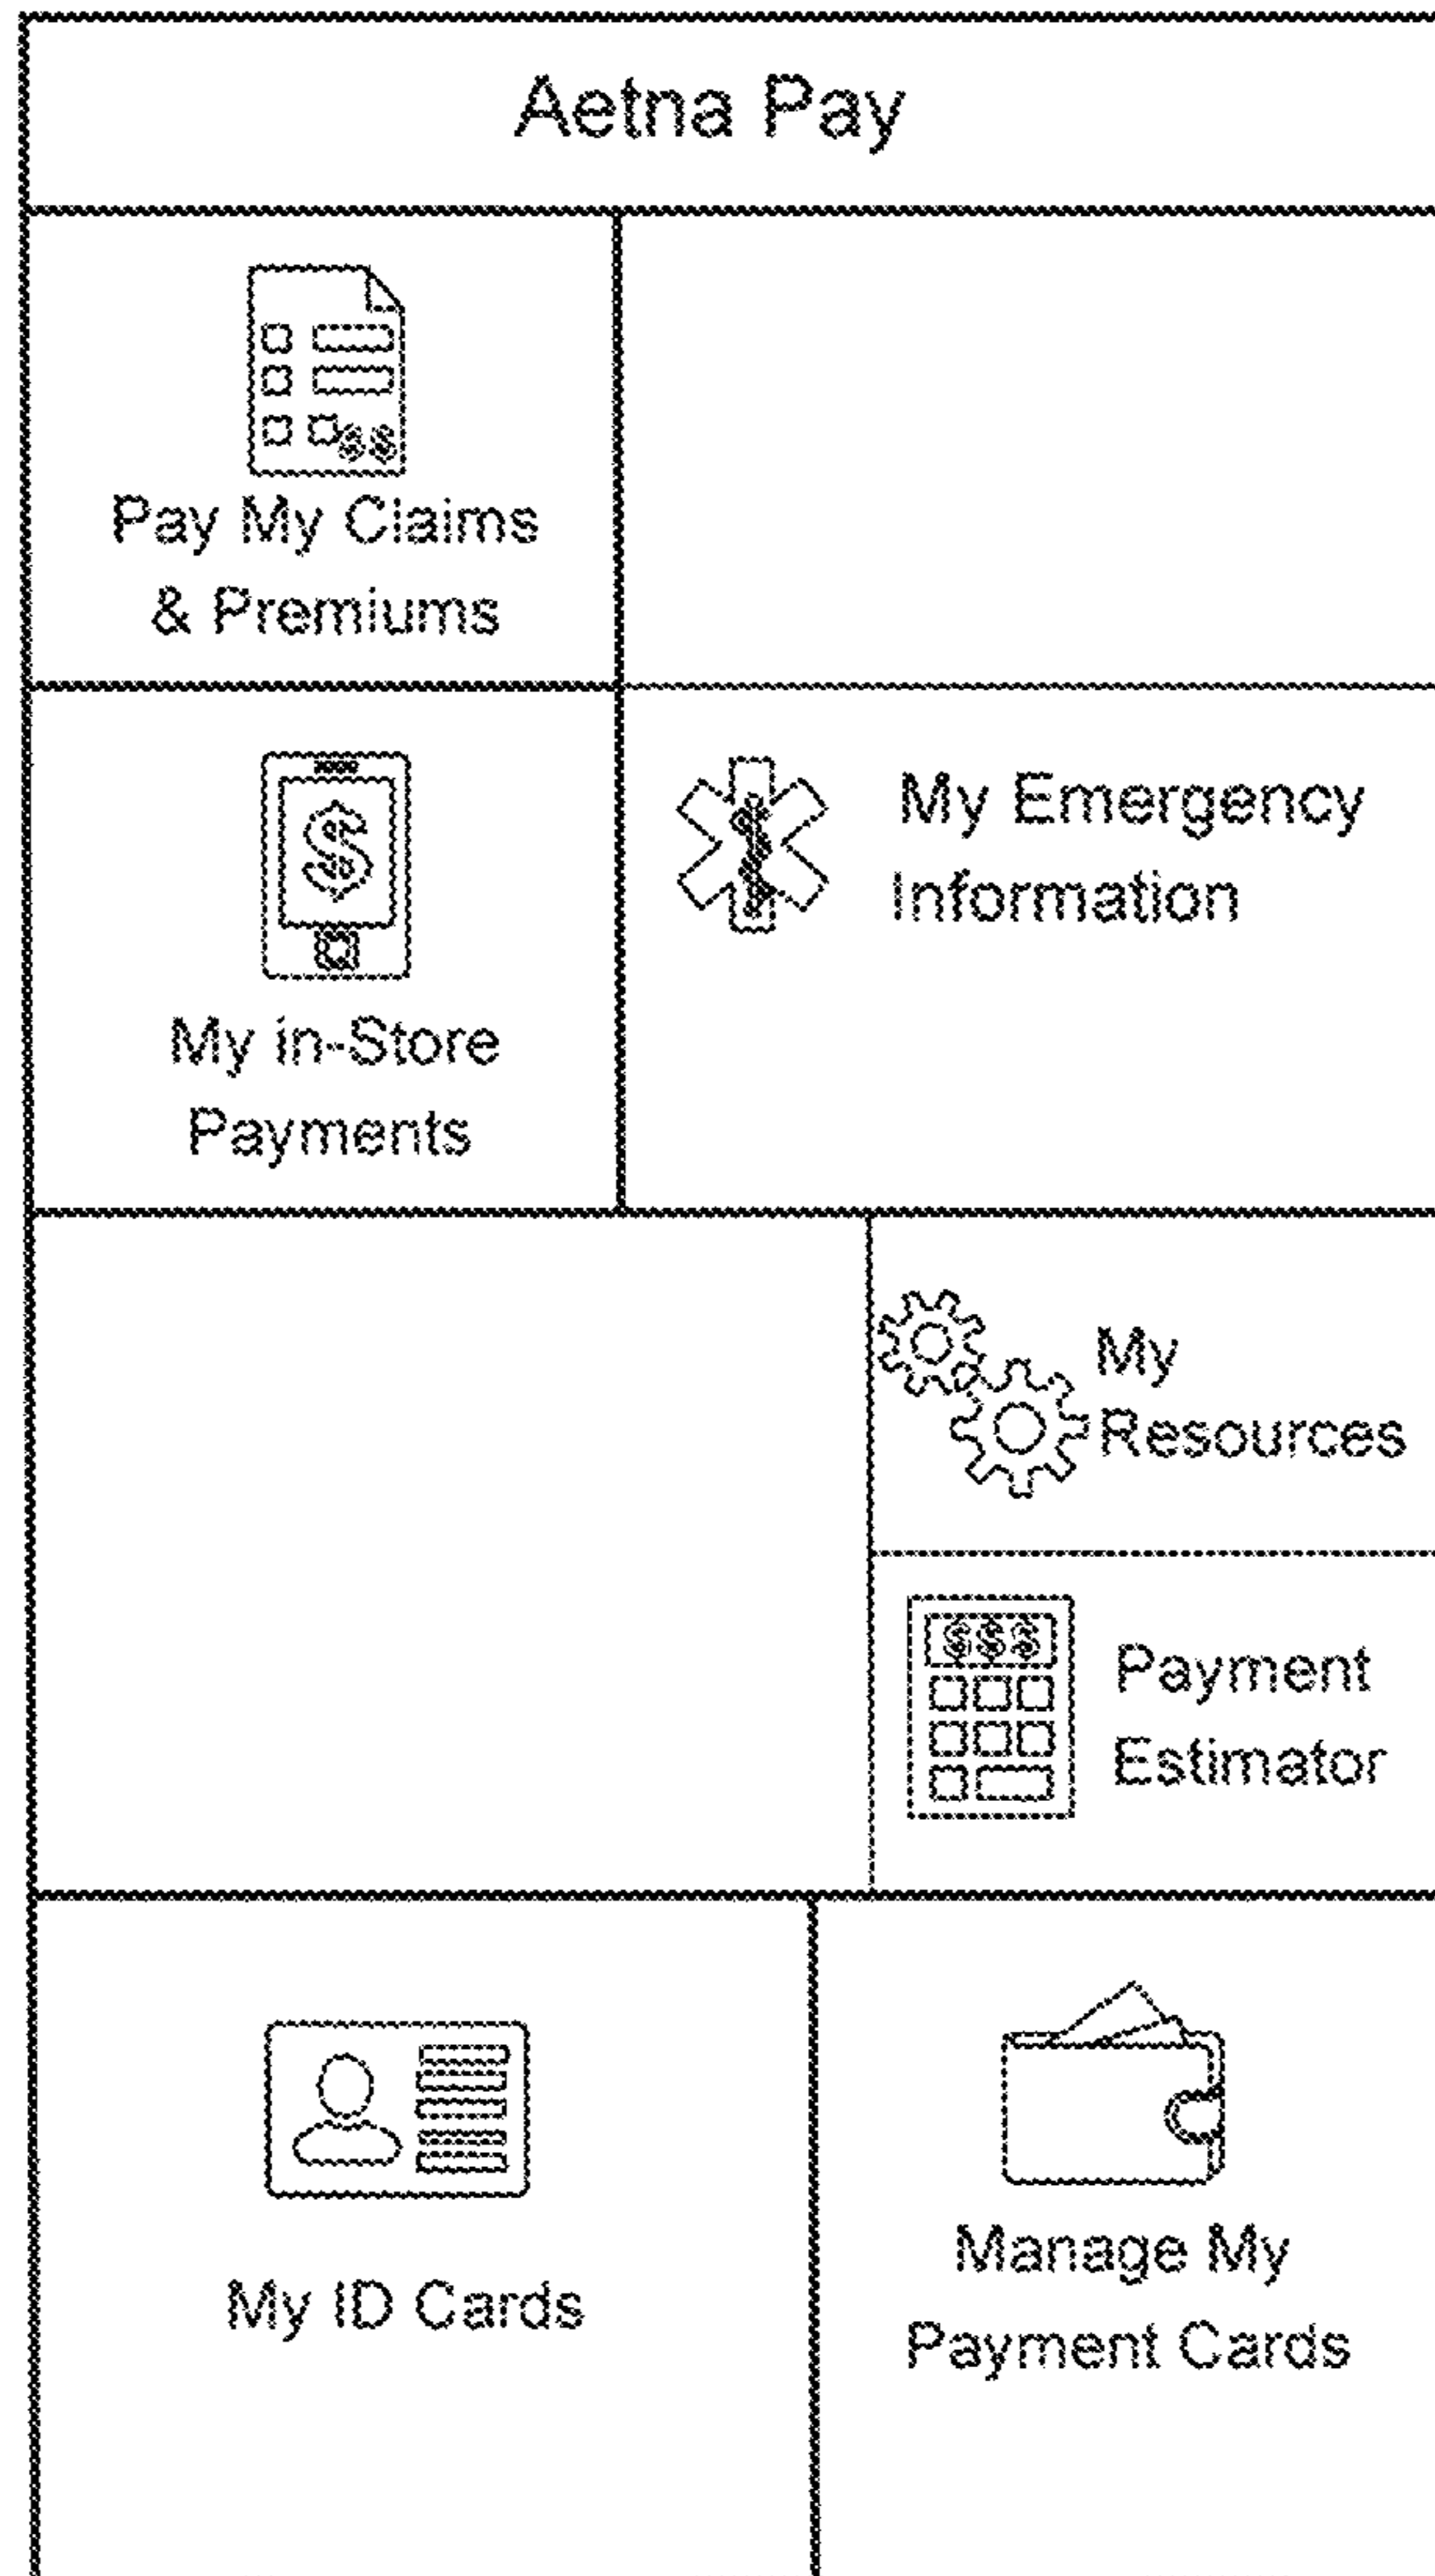 Aetna Pay
Pay My Claims
& Premiums
My in-Store
Payments
My Emergency
Information
My
Resources
$$$
Payment
Estimator
My ID Cards
Manage My
Payment Cards